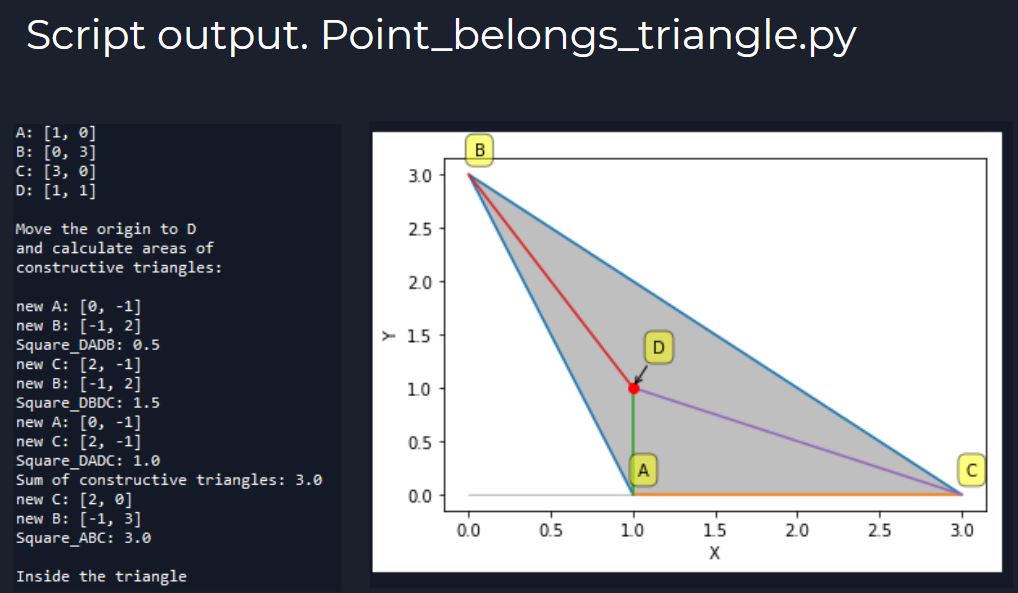 Script output. Point_belongs_triangle.py
A: [1, 0]
B: [0, 3]
C: [3, 0]
D: [1, 1]
Move the origin to D
and calculate areas of
constructive triangles:
new A: [0, -1]
new B: [-1, 2]
Square_DADB: 0.5
new C: [2, -1]
new B: [-1, 2]
Square_DBDC: 1.5
new A: [0, -1]
new C: [2, -1]
Square_DADC: 1.0
Sum of constructive triangles: 3.0
new C: [2, 0]
new B: [-1, 3]
Square_ABC: 3.0
Inside the triangle
B
3.0
2.5
2.0
Y
1.5
D
1.0
0.5
A
C
0.0
0.0 0.5 1.0 1.5 2.0 2.5 3.0
X